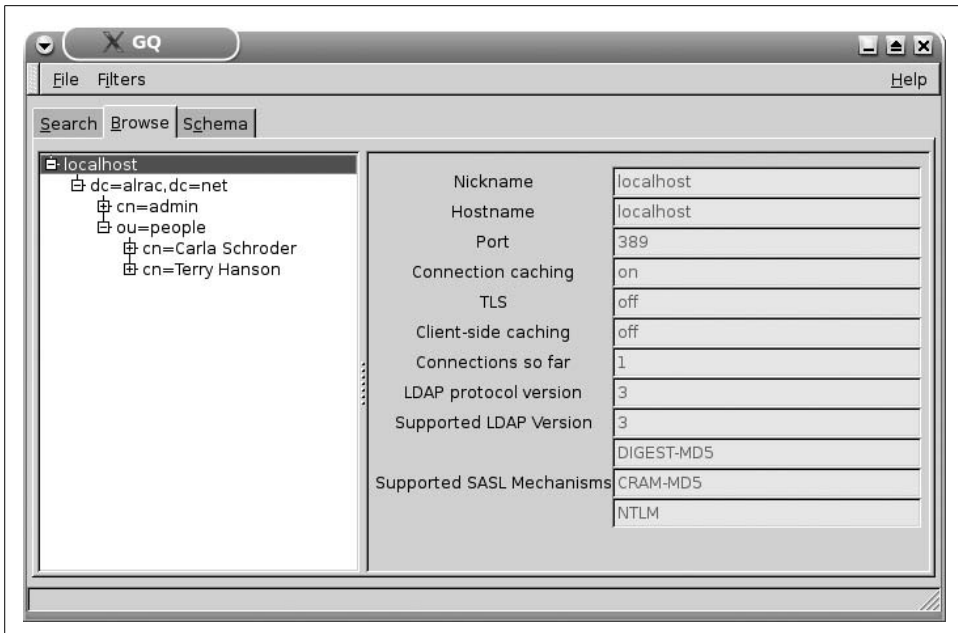 GQ
File Filters Help
Search Browse Schema
localhost
dc=alrac,dc=net
cn=admin
ou=people
cn=Carla Schroder
cn=Terry Hanson
Nickname localhost
Hostname localhost
Port 389
Connection caching on
TLS off
Client-side caching off
Connections so far 1
LDAP protocol version 3
Supported LDAP Version 3
DIGEST-MD5
Supported SASL Mechanisms CRAM-MD5
NTLM